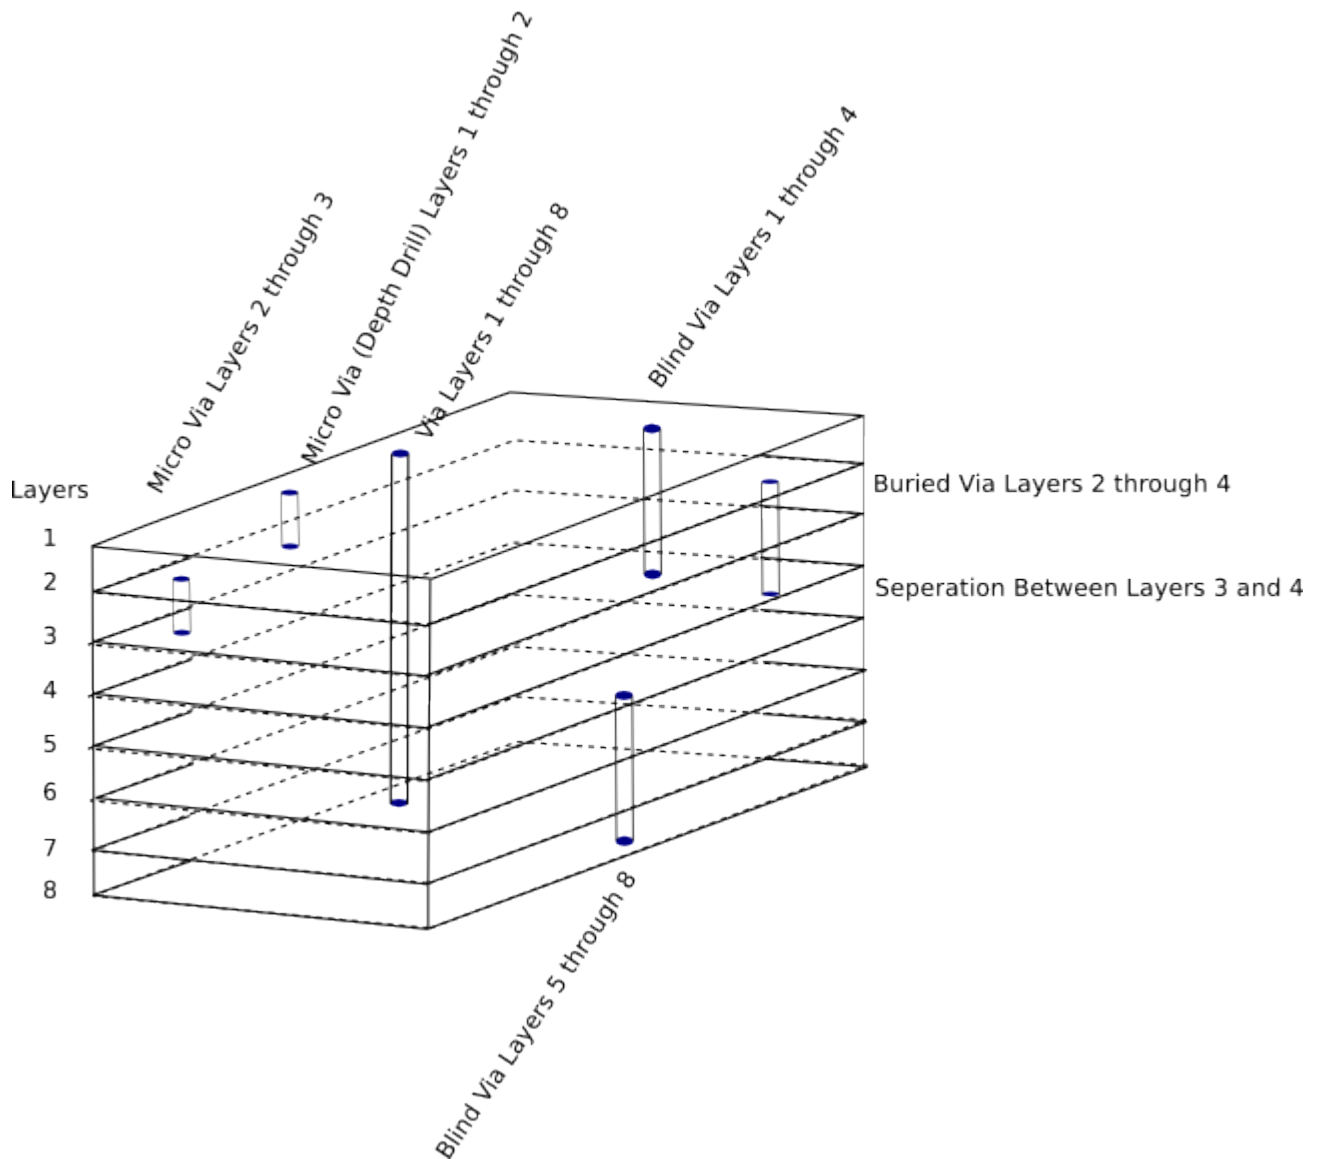 Micro Via Layers 2 through 3
Micro Via (Depth Drill) Layers 1 through 2
Via Layers 1 through 8
Blind Via Layers 1 through 4
Layers
1
2
3
4
5
6
7
8
Buried Via Layers 2 through 4
Seperation Between Layers 3 and 4
Blind Via Layers 5 through 8